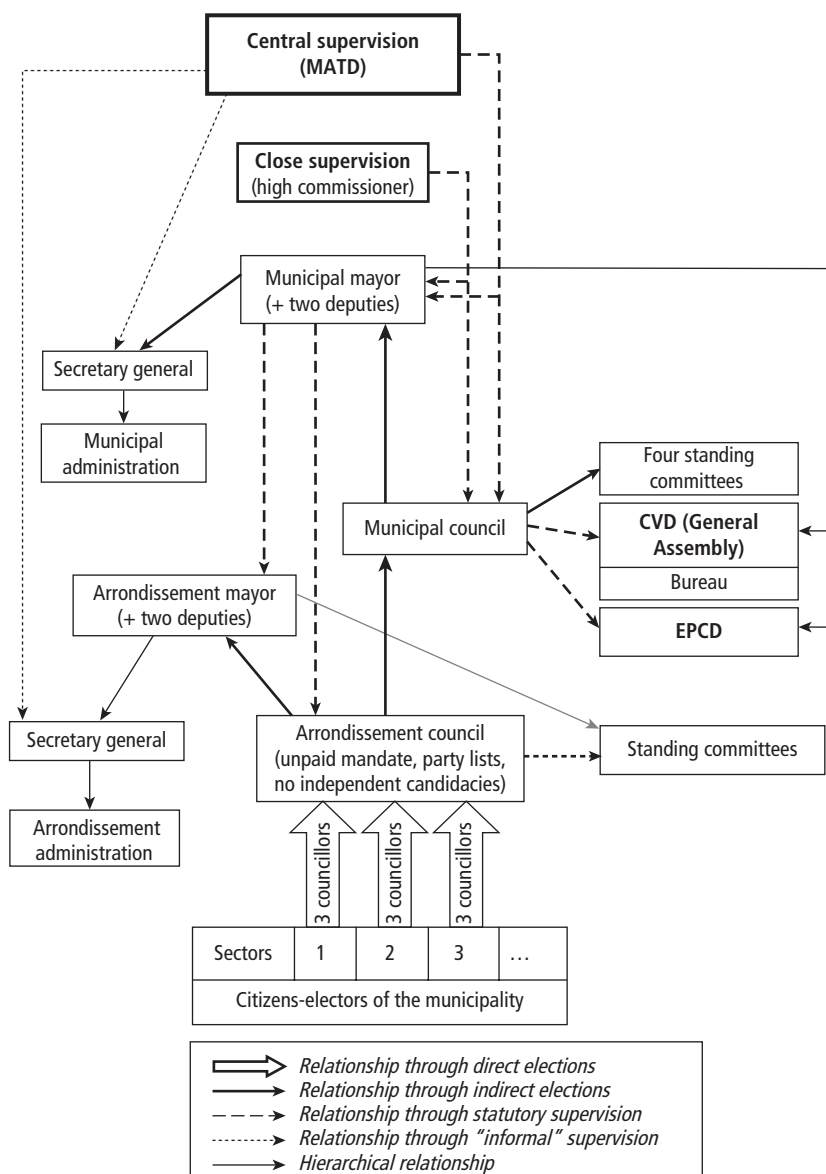 Central supervision
(MATD)
Close supervision
(high commissioner)
Municipal mayor
(+ two deputies)
Secretary general
Municipal
administration
Four standing
committees
Municipal council
CVD (General
Assembly)
Bureau
Arrondissement mayor
(+ two deputies)
EPCD
Secretary general
Arrondissement council
(unpaid mandate, party lists,
no independent candidacies)
Standing committees
Arrondissement
administration
3 councillors
3 councillors
3 councillors
Sectors 1 2 3 …
Citizens-electors of the municipality
Relationship through direct elections
Relationship through indirect elections
Relationship through statutory supervision
Relationship through "informal" supervision
Hierarchical relationship